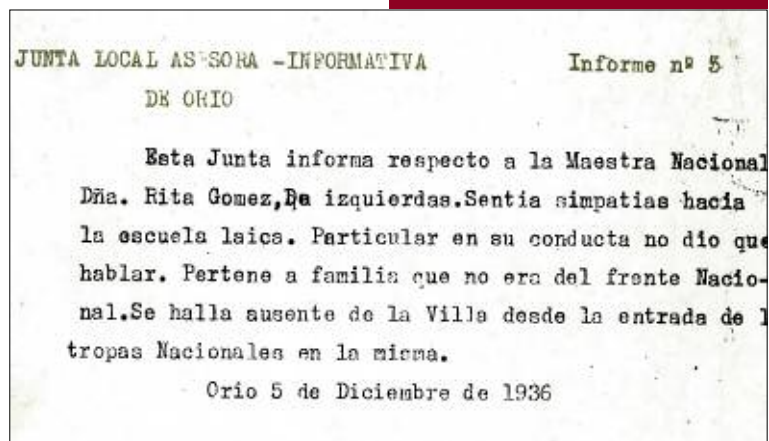 JUNTA LOCAL ASESORA -INFORMATIVA Informe nº 5
DE ORIO
Esta Junta informa respecto a la Maestra Nacional
Dña. Rita Gomez,De izquierdas.Sentia simpatias hacia
la escuela laica. Particular en su conducta no dio que
hablar. Pertene a familia que no era del frente Nacio-
nal.Se halla ausente de la Villa desde la entrada de l
tropas Nacionales en la misma.
Orio 5 de Diciembre de 1936